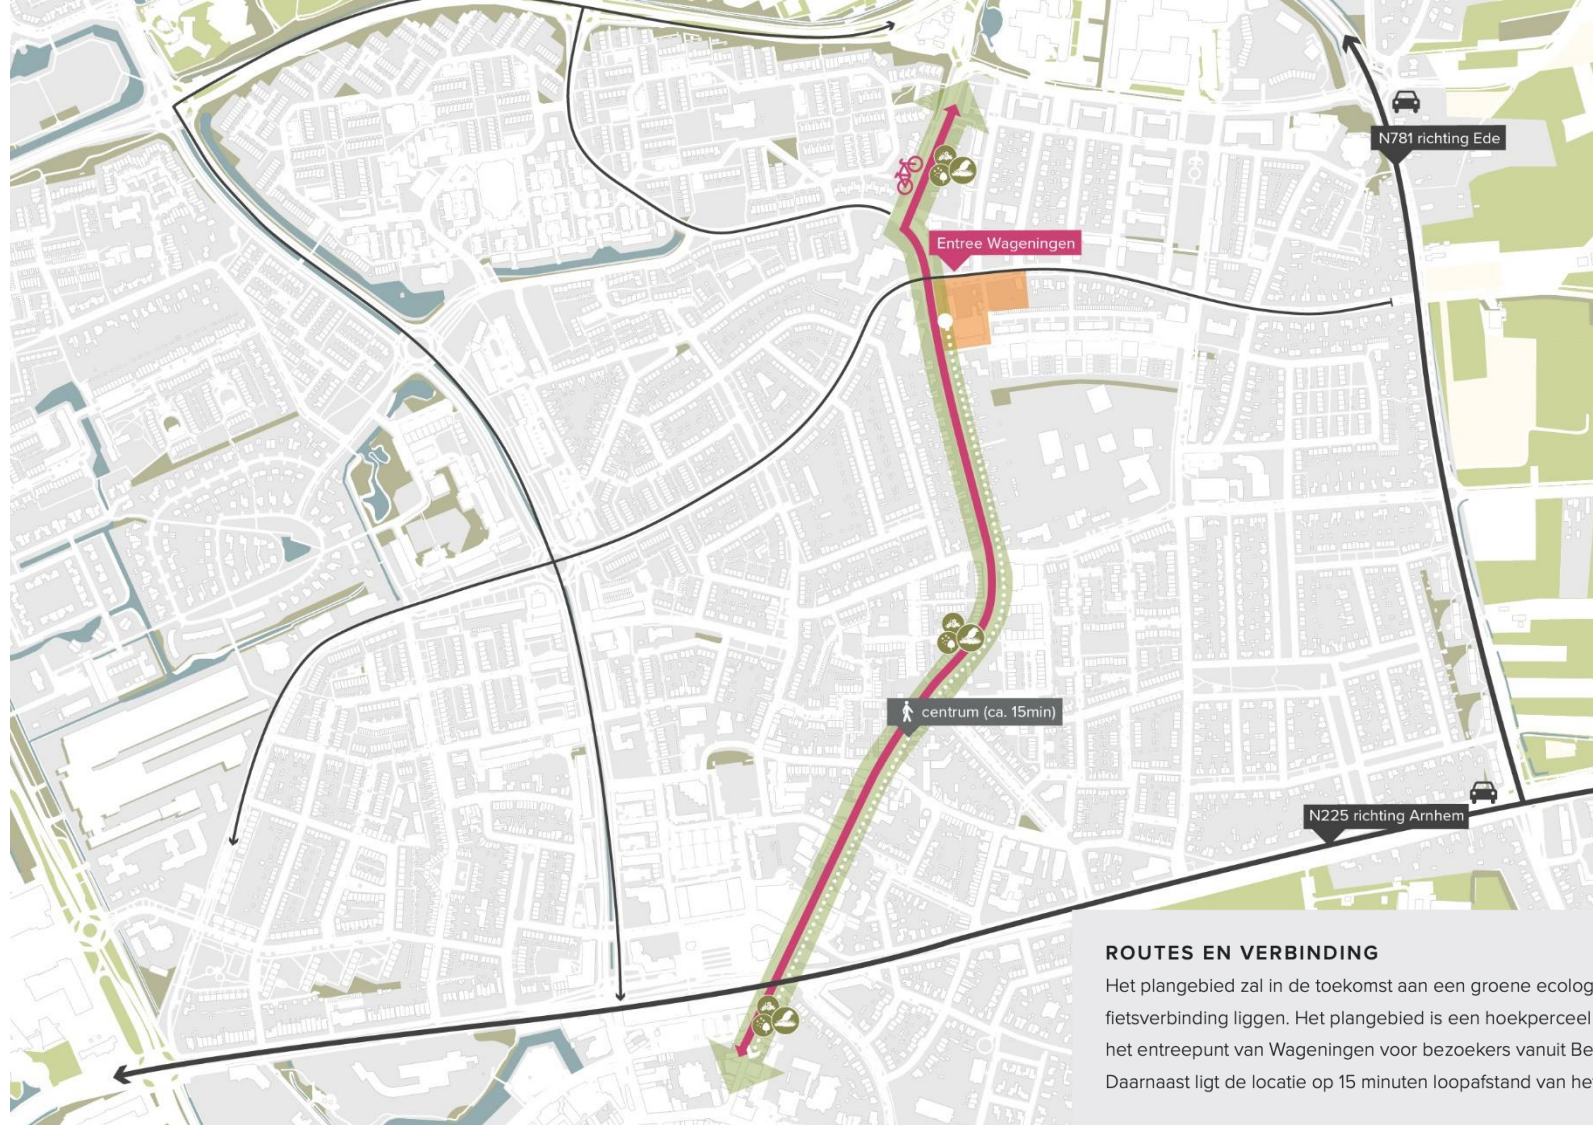 N781 richting Ede
Entree Wageningen
centrum (ca. 15min)
N225 richting Arnhem
ROUTES EN VERBINDING
Het plangebied zal in de toekomst aan een groene ecolog
fietsverbinding liggen. Het plangebied is een hoekperceel
het entreepunt van Wageningen voor bezoekers vanuit Be
Daarnaast ligt de locatie op 15 minuten loopafstand van he